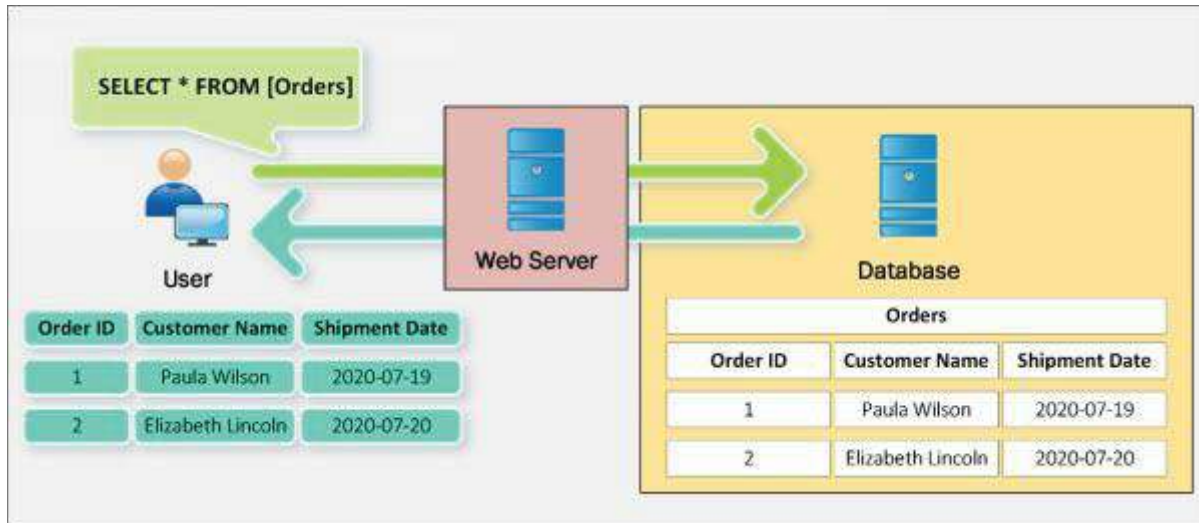 SELECT * FROM [Orders]
User
Web Server
Database
Order ID Customer Name Shipment Date
1 Paula Wilson 2020-07-19
2 Elizabeth Lincoln 2020-07-20
Orders
Order ID Customer Name Shipment Date
1 Paula Wilson 2020-07-19
2 Elizabeth Lincoln 2020-07-20